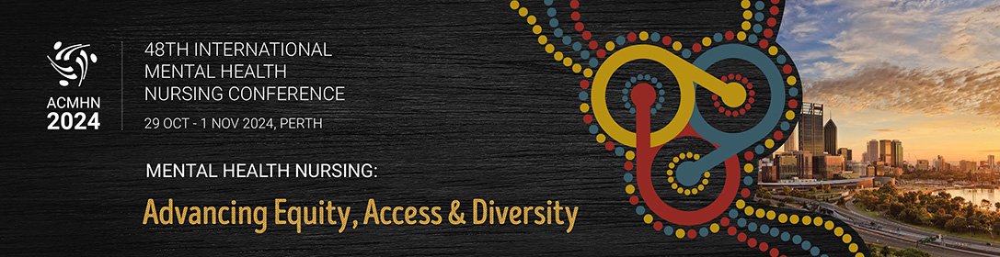 ACMHN
2024
48TH INTERNATIONAL
MENTAL HEALTH
NURSING CONFERENCE
29 OCT - 1 NOV 2024, PERTH
MENTAL HEALTH NURSING:
Advancing Equity, Access & Diversity